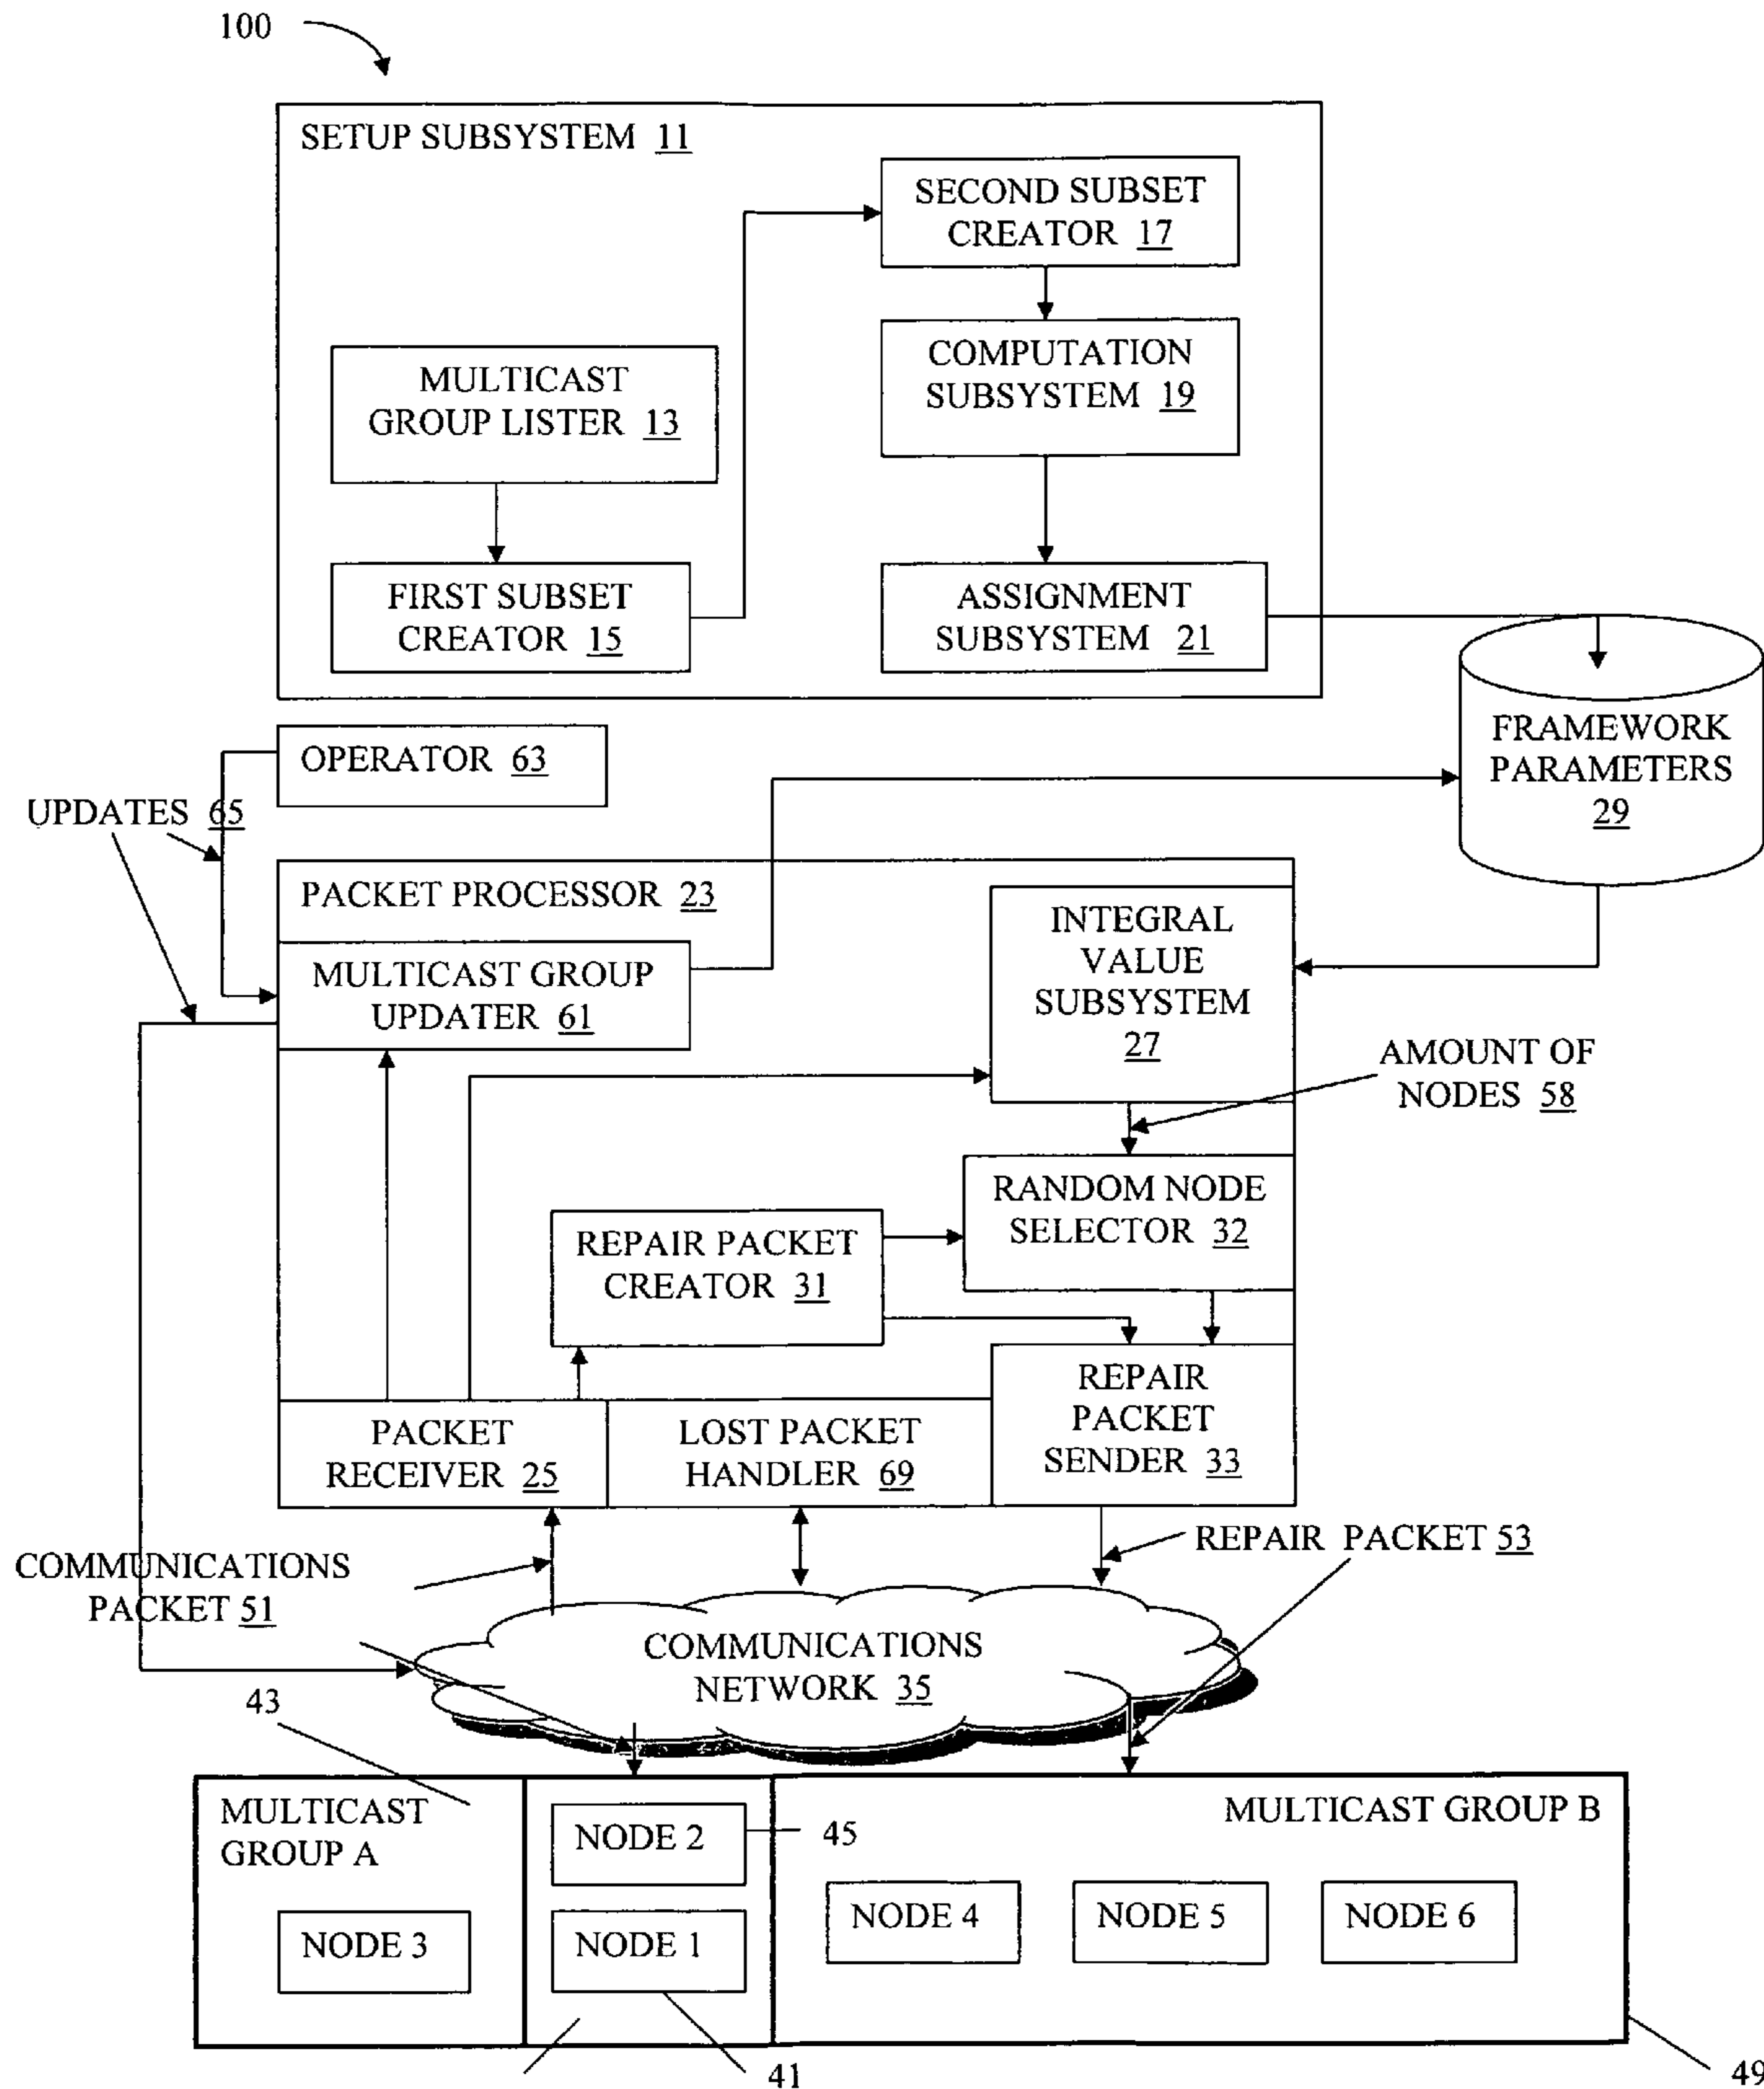 100
SETUP SUBSYSTEM 11
SECOND SUBSET
CREATOR 17
COMPUTATION
SUBSYSTEM 19
MULTICAST
GROUP LISTER 13
FIRST SUBSET
CREATOR 15
ASSIGNMENT
SUBSYSTEM 21
FRAMEWORK
PARAMETERS
29
OPERATOR 63
UPDATES 65
PACKET PROCESSOR 23
INTEGRAL
VALUE
SUBSYSTEM
27
MULTICAST GROUP
UPDATER 61
AMOUNT OF
NODES 58
RANDOM NODE
SELECTOR 32
REPAIR PACKET
CREATOR 31
REPAIR
PACKET
SENDER 33
PACKET
RECEIVER 25
LOST PACKET
HANDLER 69
REPAIR PACKET 53
COMMUNICATIONS
PACKET 51
COMMUNICATIONS
NETWORK 35
43
MULTICAST
GROUP A
NODE 2
45
MULTICAST GROUP B
NODE 3
NODE 1
NODE 4
NODE 5
NODE 6
41
49